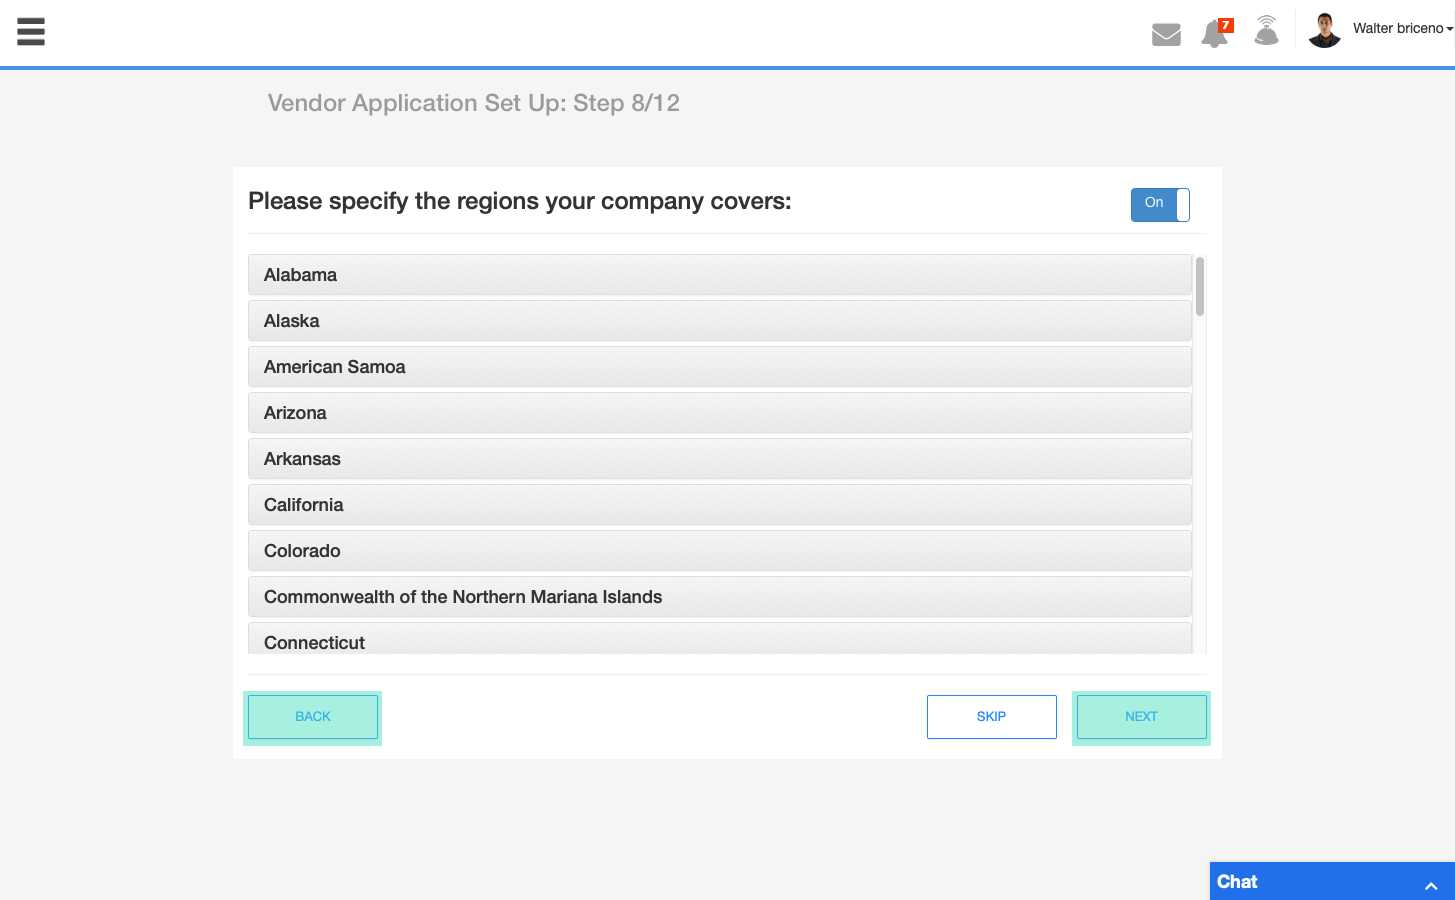 7
Walter briceno
Vendor Application Set Up: Step 8/12
Please specify the regions your company covers:
On
Alabama
Alaska
American Samoa
Arizona
Arkansas
California
Colorado
Commonwealth of the Northern Mariana Islands
Connecticut
BACK
SKIP
NEXT
Chat